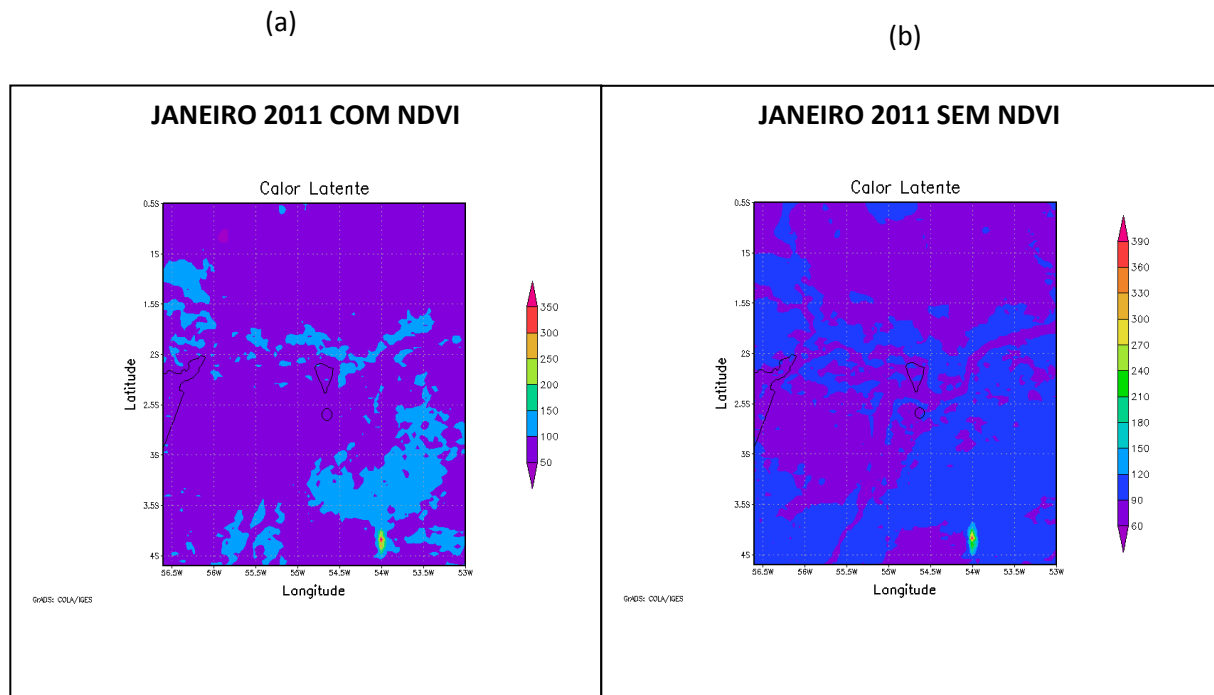 (a)
(b)
JANEIRO 2011 COM NDVI
JANEIRO 2011 SEM NDVI
Calor Latente
0.5S
1S
1.5S
2S
2.5S
3S
3.5S
4S
Latitude
56.5W 56W 55.5W 55W 54.5W 54W 53.5W 53W
Longitude
350
300
250
200
150
100
50
GrADS: COLA/IGES
Calor Latente
0.5S
1S
1.5S
2S
2.5S
3S
3.5S
4S
Latitude
56.5W 56W 55.5W 55W 54.5W 54W 53.5W 53W
Longitude
390
360
330
300
270
240
210
180
150
120
90
60
GrADS: COLA/IGES